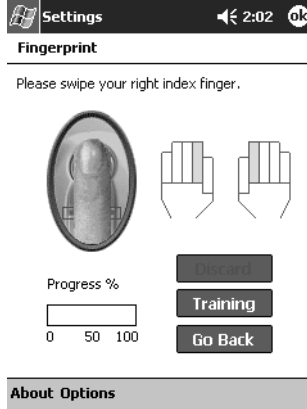 Settings 2:02 ok
Fingerprint
Please swipe your right index finger.
Discard
Progress %
Training
0 50 100
Go Back
About Options